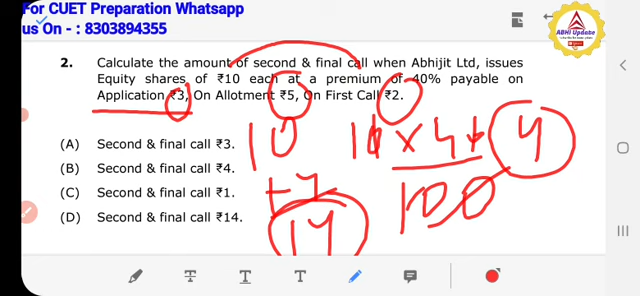 For CUET Preparation Whatsapp
us On - : 8303894355
ABHI Update
2. Calculate the amount of second & final call when Abhijit Ltd, issues
Equity shares of ₹10 each at a premium of 40% payable on
Application ₹3, On Allotment ₹5, On First Call ₹2.
(A) Second & final call ₹3.
(B) Second & final call ₹4.
(C) Second & final call ₹1.
(D) Second & final call ₹14.
10
+4
14
10 × 40
100
4
T T T